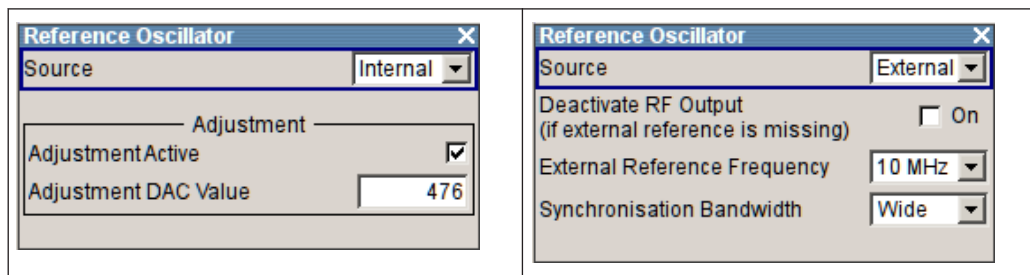 Reference Oscillator
Source Internal
Adjustment
Adjustment Active
Adjustment DAC Value 476
Reference Oscillator
Source External
Deactivate RF Output
(if external reference is missing) On
External Reference Frequency 10 MHz
Synchronisation Bandwidth Wide